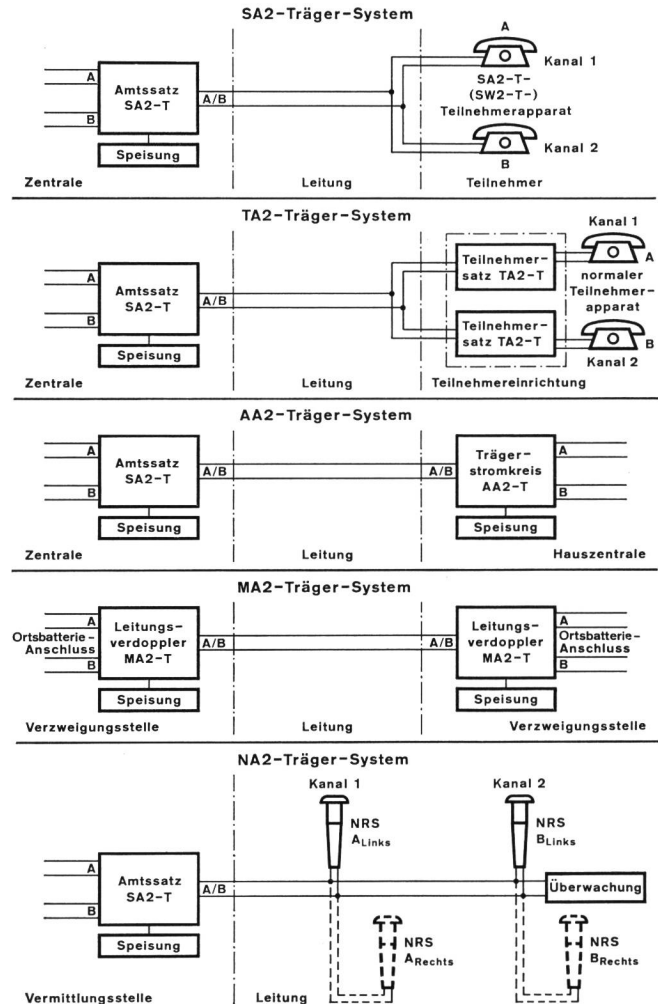 SA2-Träger-System
A
A
Amtssatz
SA2-T
A/B
B
Speisung
Kanal 1
SA2-T-
(SW2-T-)
Teilnehmerapparat
Kanal 2
B
Zentrale
Leitung
Teilnehmer
TA2-Träger-System
Kanal 1
A
Amtssatz
SA2-T
A/B
B
Speisung
Teilnehmer-
satz TA2-T
A
normaler
Teilnehmer-
apparat
Teilnehmer-
satz TA2-T
B
Kanal 2
Zentrale
Leitung
Teilnehmereinrichtung
AA2-Träger-System
A
Amtssatz
SA2-T
A/B
B
Speisung
A/B
Träger-
stromkreis
AA2-T
A
B
Speisung
Zentrale
Leitung
Hauszentrale
MA2-Träger-System
A
Ortsbatterie-
Anschluss
B
Leitungs-
verdoppler
MA2-T
A/B
Speisung
A/B
Leitungs-
verdoppler
MA2-T
A
Ortsbatterie-
Anschluss
B
Speisung
Verzweigungsstelle
Leitung
Verzweigungsstelle
NA2-Träger-System
Kanal 1
Kanal 2
NRS
A Links
NRS
B Links
A
Amtssatz
SA2-T
A/B
B
Speisung
Überwachung
NRS
A Rechts
NRS
B Rechts
Vermittlungsstelle
Leitung